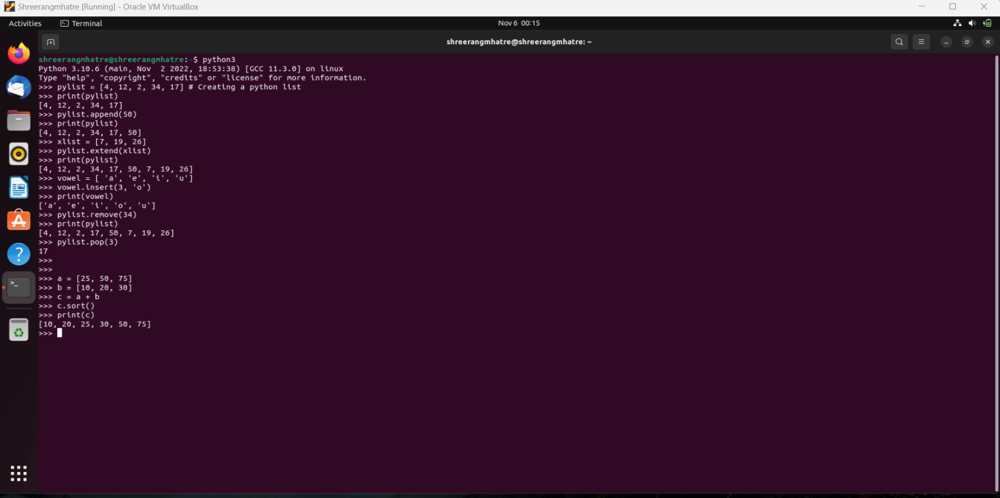 Shreerangmhatre [Running] - Oracle VM VirtualBox
Activities
Terminal
Nov 6 00:15
shreerangmhatre@shreerangmhatre: ~
shreerangmhatre@shreerangmhatre:~$ python3
Python 3.10.6 (main, Nov  2 2022, 18:53:38) [GCC 11.3.0] on linux
Type "help", "copyright", "credits" or "license" for more information.
>>> pylist = [4, 12, 2, 34, 17] # Creating a python list
>>> print(pylist)
[4, 12, 2, 34, 17]
>>> pylist.append(50)
>>> print(pylist)
[4, 12, 2, 34, 17, 50]
>>> xlist = [7, 19, 26]
>>> pylist.extend(xlist)
>>> print(pylist)
[4, 12, 2, 34, 17, 50, 7, 19, 26]
>>> vowel = [ 'a', 'e', 'i', 'u']
>>> vowel.insert(3, 'o')
>>> print(vowel)
['a', 'e', 'i', 'o', 'u']
>>> pylist.remove(34)
>>> print(pylist)
[4, 12, 2, 17, 50, 7, 19, 26]
>>> pylist.pop(3)
17
>>>
>>>
>>> a = [25, 50, 75]
>>> b = [10, 20, 30]
>>> c = a + b
>>> c.sort()
>>> print(c)
[10, 20, 25, 30, 50, 75]
>>>